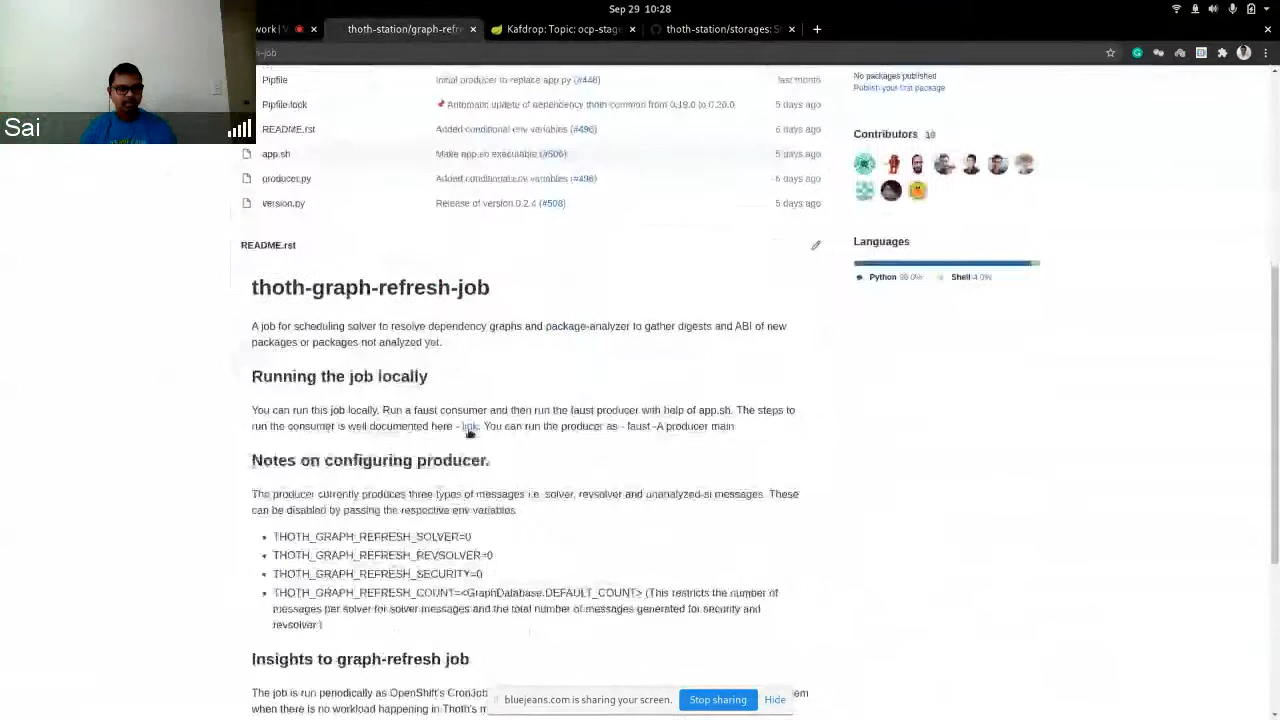 Sep 29 10:28
work | V
thoth-station/graph-refre
Kafdrop: Topic: ocp-stage
thoth-station/storages: S
-job
Sai
Pipfile Initial producer to replace app.py (#446) last month
Pipfile.lock 📌 Automatic update of dependency thoth-common from 0.19.0 to 0.20.0 5 days ago
README.rst Added conditional env variables (#496) 6 days ago
app.sh Make app.sh executable (#506) 5 days ago
producer.py Added conditional env variables (#496) 6 days ago
version.py Release of version 0.2.4 (#508) 5 days ago
No packages published
Publish your first package
Contributors 10
Languages
Python 96.0% Shell 4.0%
README.rst
thoth-graph-refresh-job
A job for scheduling solver to resolve dependency graphs and package-analyzer to gather digests and ABI of new
packages or packages not analyzed yet.
Running the job locally
You can run this job locally. Run a faust consumer and then run the faust producer with help of app.sh. The steps to
run the consumer is well documented here - link. You can run the producer as - faust -A producer main
Notes on configuring producer.
The producer currently produces three types of messages i.e. solver, revsolver and unanalyzed-si messages. These
can be disabled by passing the respective env variables.
THOTH_GRAPH_REFRESH_SOLVER=0
THOTH_GRAPH_REFRESH_REVSOLVER=0
THOTH_GRAPH_REFRESH_SECURITY=0
THOTH_GRAPH_REFRESH_COUNT=<GraphDatabase.DEFAULT_COUNT> (This restricts the number of
messages per solver for solver messages and the total number of messages generated for security and
revsolver.)
Insights to graph-refresh job
The job is run periodically as OpenShift's CronJob
when there is no workload happening in Thoth's
bluejeans.com is sharing your screen. Stop sharing Hide